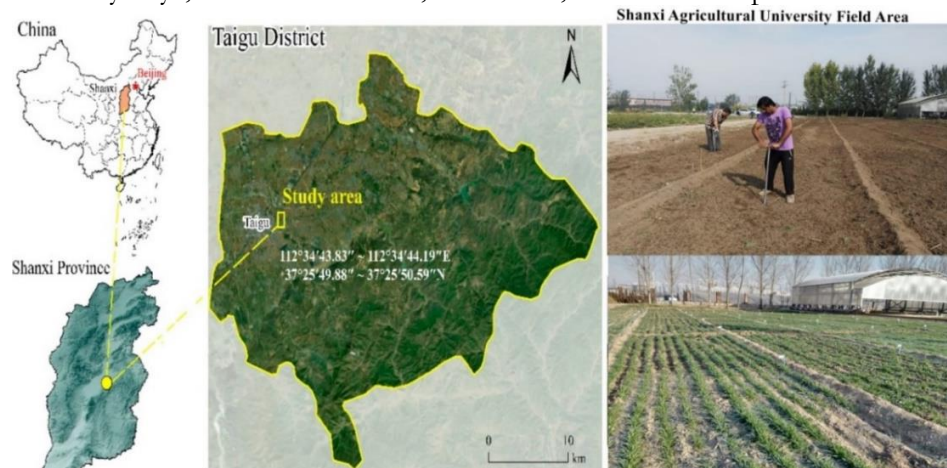 China
Beijing
Shanxi
Shanxi Province
Taigu District
N
Study area
Taigu
112°34′43.83″ ~ 112°34′44.19″E
37°25′49.88″ ~ 37°25′50.59″N
0 10
km
Shanxi Agricultural University Field Area